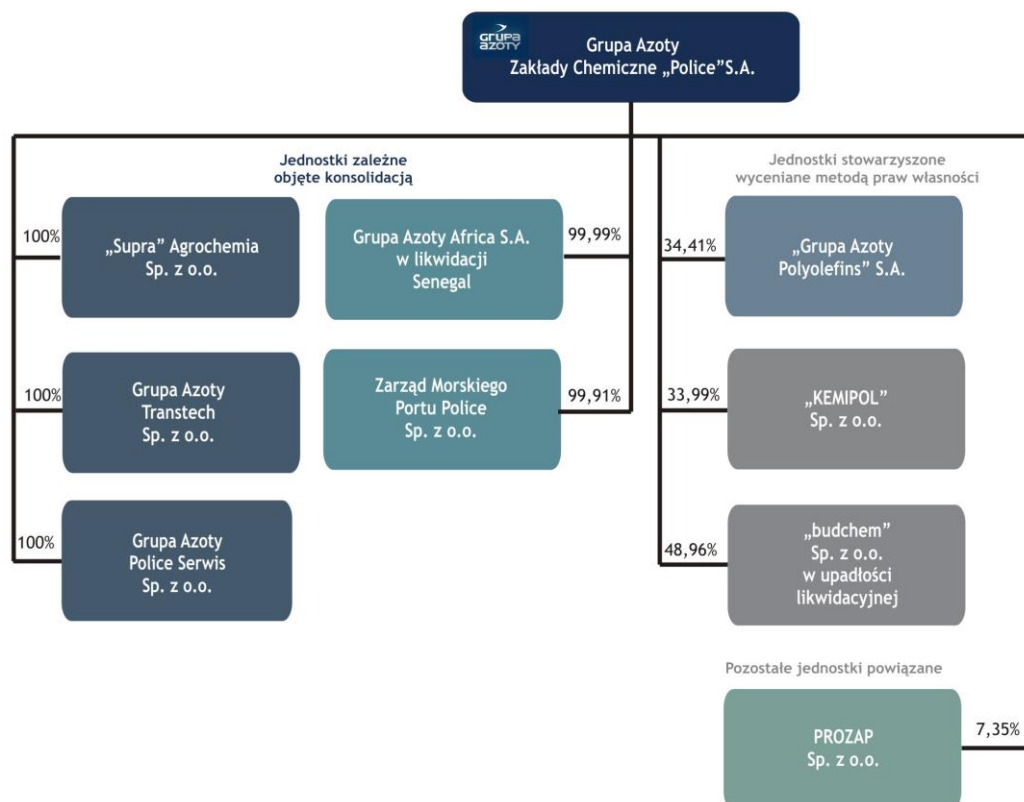 GRUPA
AZOTY
Grupa Azoty
Zakłady Chemiczne „Police”S.A.
Jednostki zależne
objęte konsolidacją
Jednostki stowarzyszone
wyceniane metodą praw własności
100%
„Supra” Agrochemia
Sp. z o.o.
Grupa Azoty Africa S.A.
w likwidacji
Senegal
99,99%
34,41%
„Grupa Azoty
Polyolefins” S.A.
100%
Grupa Azoty
Transtech
Sp. z o.o.
Zarząd Morskiego
Portu Police
Sp. z o.o.
99,91%
33,99%
„KEMIPOL”
Sp. z o.o.
100%
Grupa Azoty
Police Serwis
Sp. z o.o.
48,96%
„budchem”
Sp. z o.o.
w upadłości
likwidacyjnej
Pozostałe jednostki powiązane
PROZAP
Sp. z o.o.
7,35%